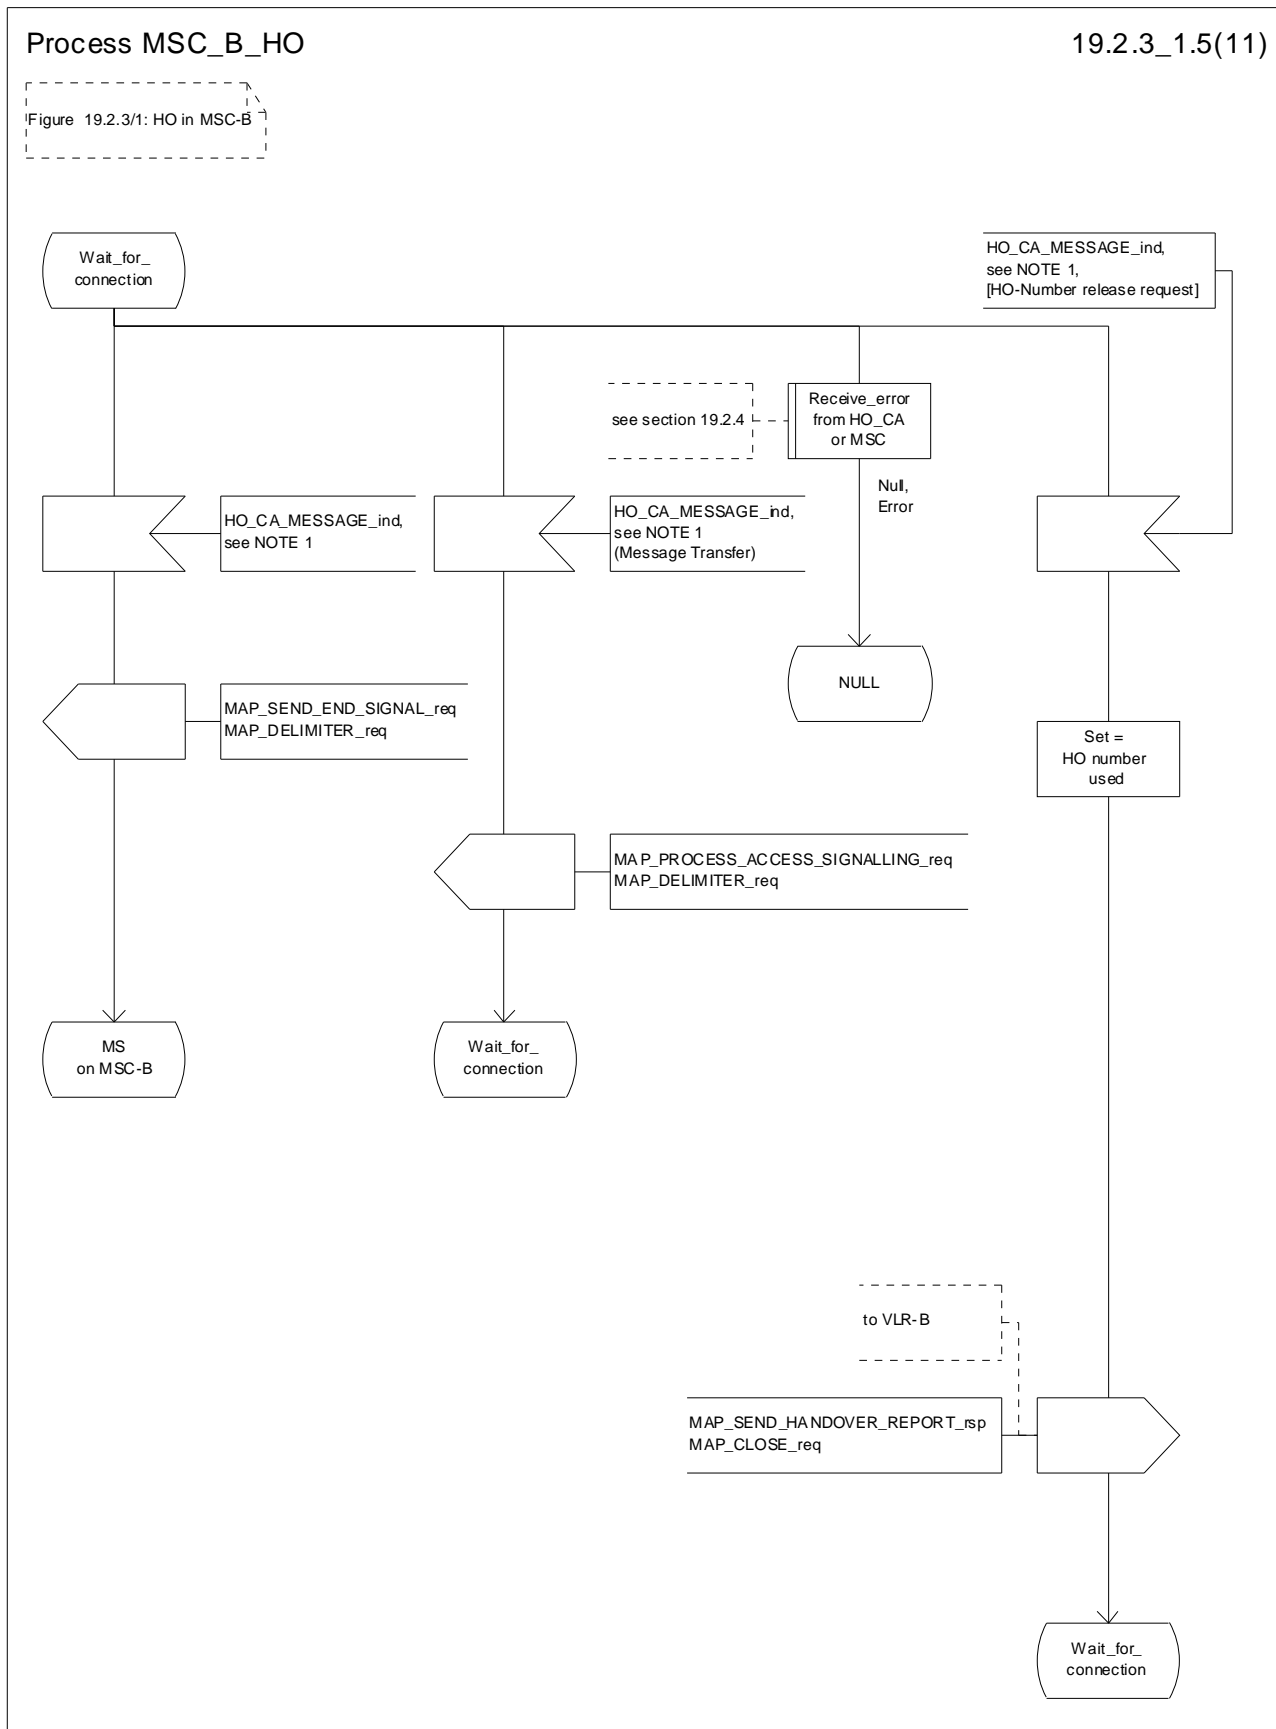 Process MSC_B_HO
19.2.3_1.5(11)
Figure 19.2.3/1: HO in MSC-B
Wait_for_
connection
HO_CA_MESSAGE_ind,
see NOTE 1,
[HO-Number release request]
see section 19.2.4
Receive_error
from HO_CA
or MSC
Null,
Error
HO_CA_MESSAGE_ind,
see NOTE 1
HO_CA_MESSAGE_ind,
see NOTE 1
(Message Transfer)
NULL
MAP_SEND_END_SIGNAL_req
MAP_DELIMITER_req
Set =
HO number
used
MAP_PROCESS_ACCESS_SIGNALLING_req
MAP_DELIMITER_req
MS
on MSC-B
Wait_for_
connection
to VLR-B
MAP_SEND_HANDOVER_REPORT_rsp
MAP_CLOSE_req
Wait_for_
connection